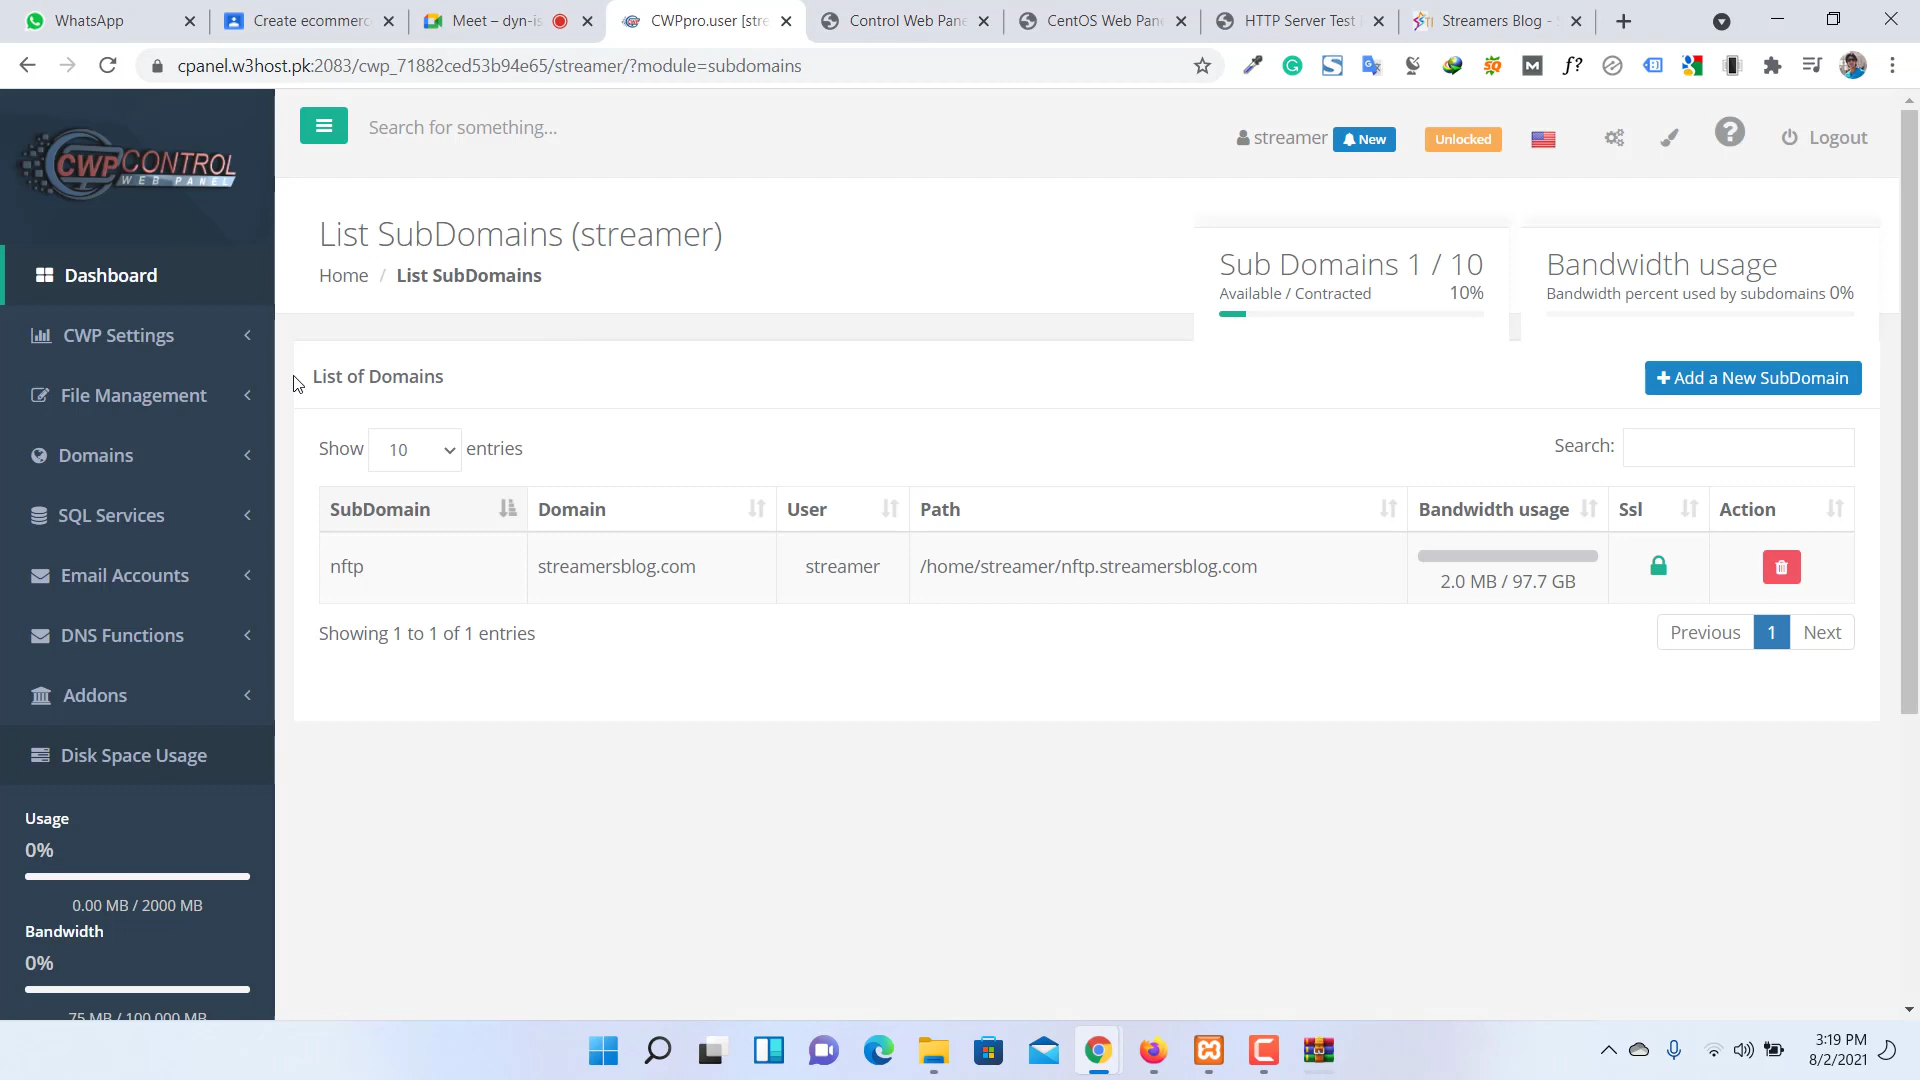 WhatsApp
Create ecommerc
Meet – dyn-is
CWPpro.user [stre
Control Web Pane
CentOS Web Pan
HTTP Server Test
Streamers Blog -
cpanel.w3host.pk:2083/cwp_71882ced53b94e65/streamer/?module=subdomains
CWPCONTROL
WEB PANEL
Search for something...
streamer New Unlocked Logout
List SubDomains (streamer)
Home / List SubDomains
Sub Domains 1 / 10
Available / Contracted 10%
Bandwidth usage
Bandwidth percent used by subdomains 0%
Dashboard
CWP Settings
File Management
Domains
SQL Services
Email Accounts
DNS Functions
Addons
Disk Space Usage
Usage
0%
0.00 MB / 2000 MB
Bandwidth
0%
75 MB / 100,000 MB
List of Domains
+ Add a New SubDomain
Show 10 entries
Search:
SubDomain Domain User Path Bandwidth usage Ssl Action
nftp streamersblog.com streamer /home/streamer/nftp.streamersblog.com 2.0 MB / 97.7 GB
Showing 1 to 1 of 1 entries
Previous 1 Next
3:19 PM
8/2/2021